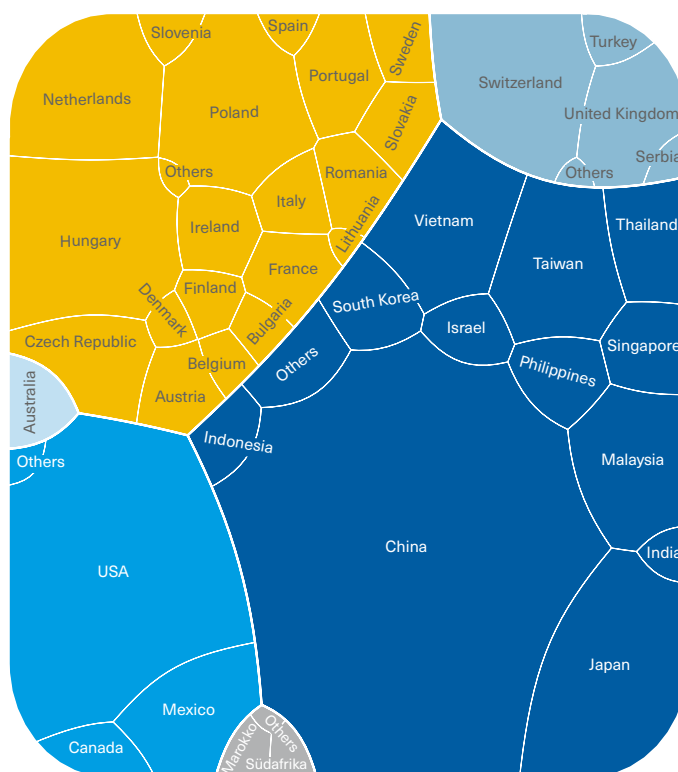 Slovenia
Spain
Sweden
Turkey
Netherlands
Portugal
Switzerland
Poland
Slovakia
United Kingdom
Others
Romania
Others
Serbia
Italy
Lithuania
Vietnam
Thailand
Hungary
Ireland
France
Taiwan
Finland
Denmark
Bulgaria
South Korea
Israel
Czech Republic
Belgium
Others
Philippines
Singapore
Australia
Austria
Indonesia
Others
Malaysia
USA
China
India
Japan
Mexico
Canada
Marokko
Others
Südafrika